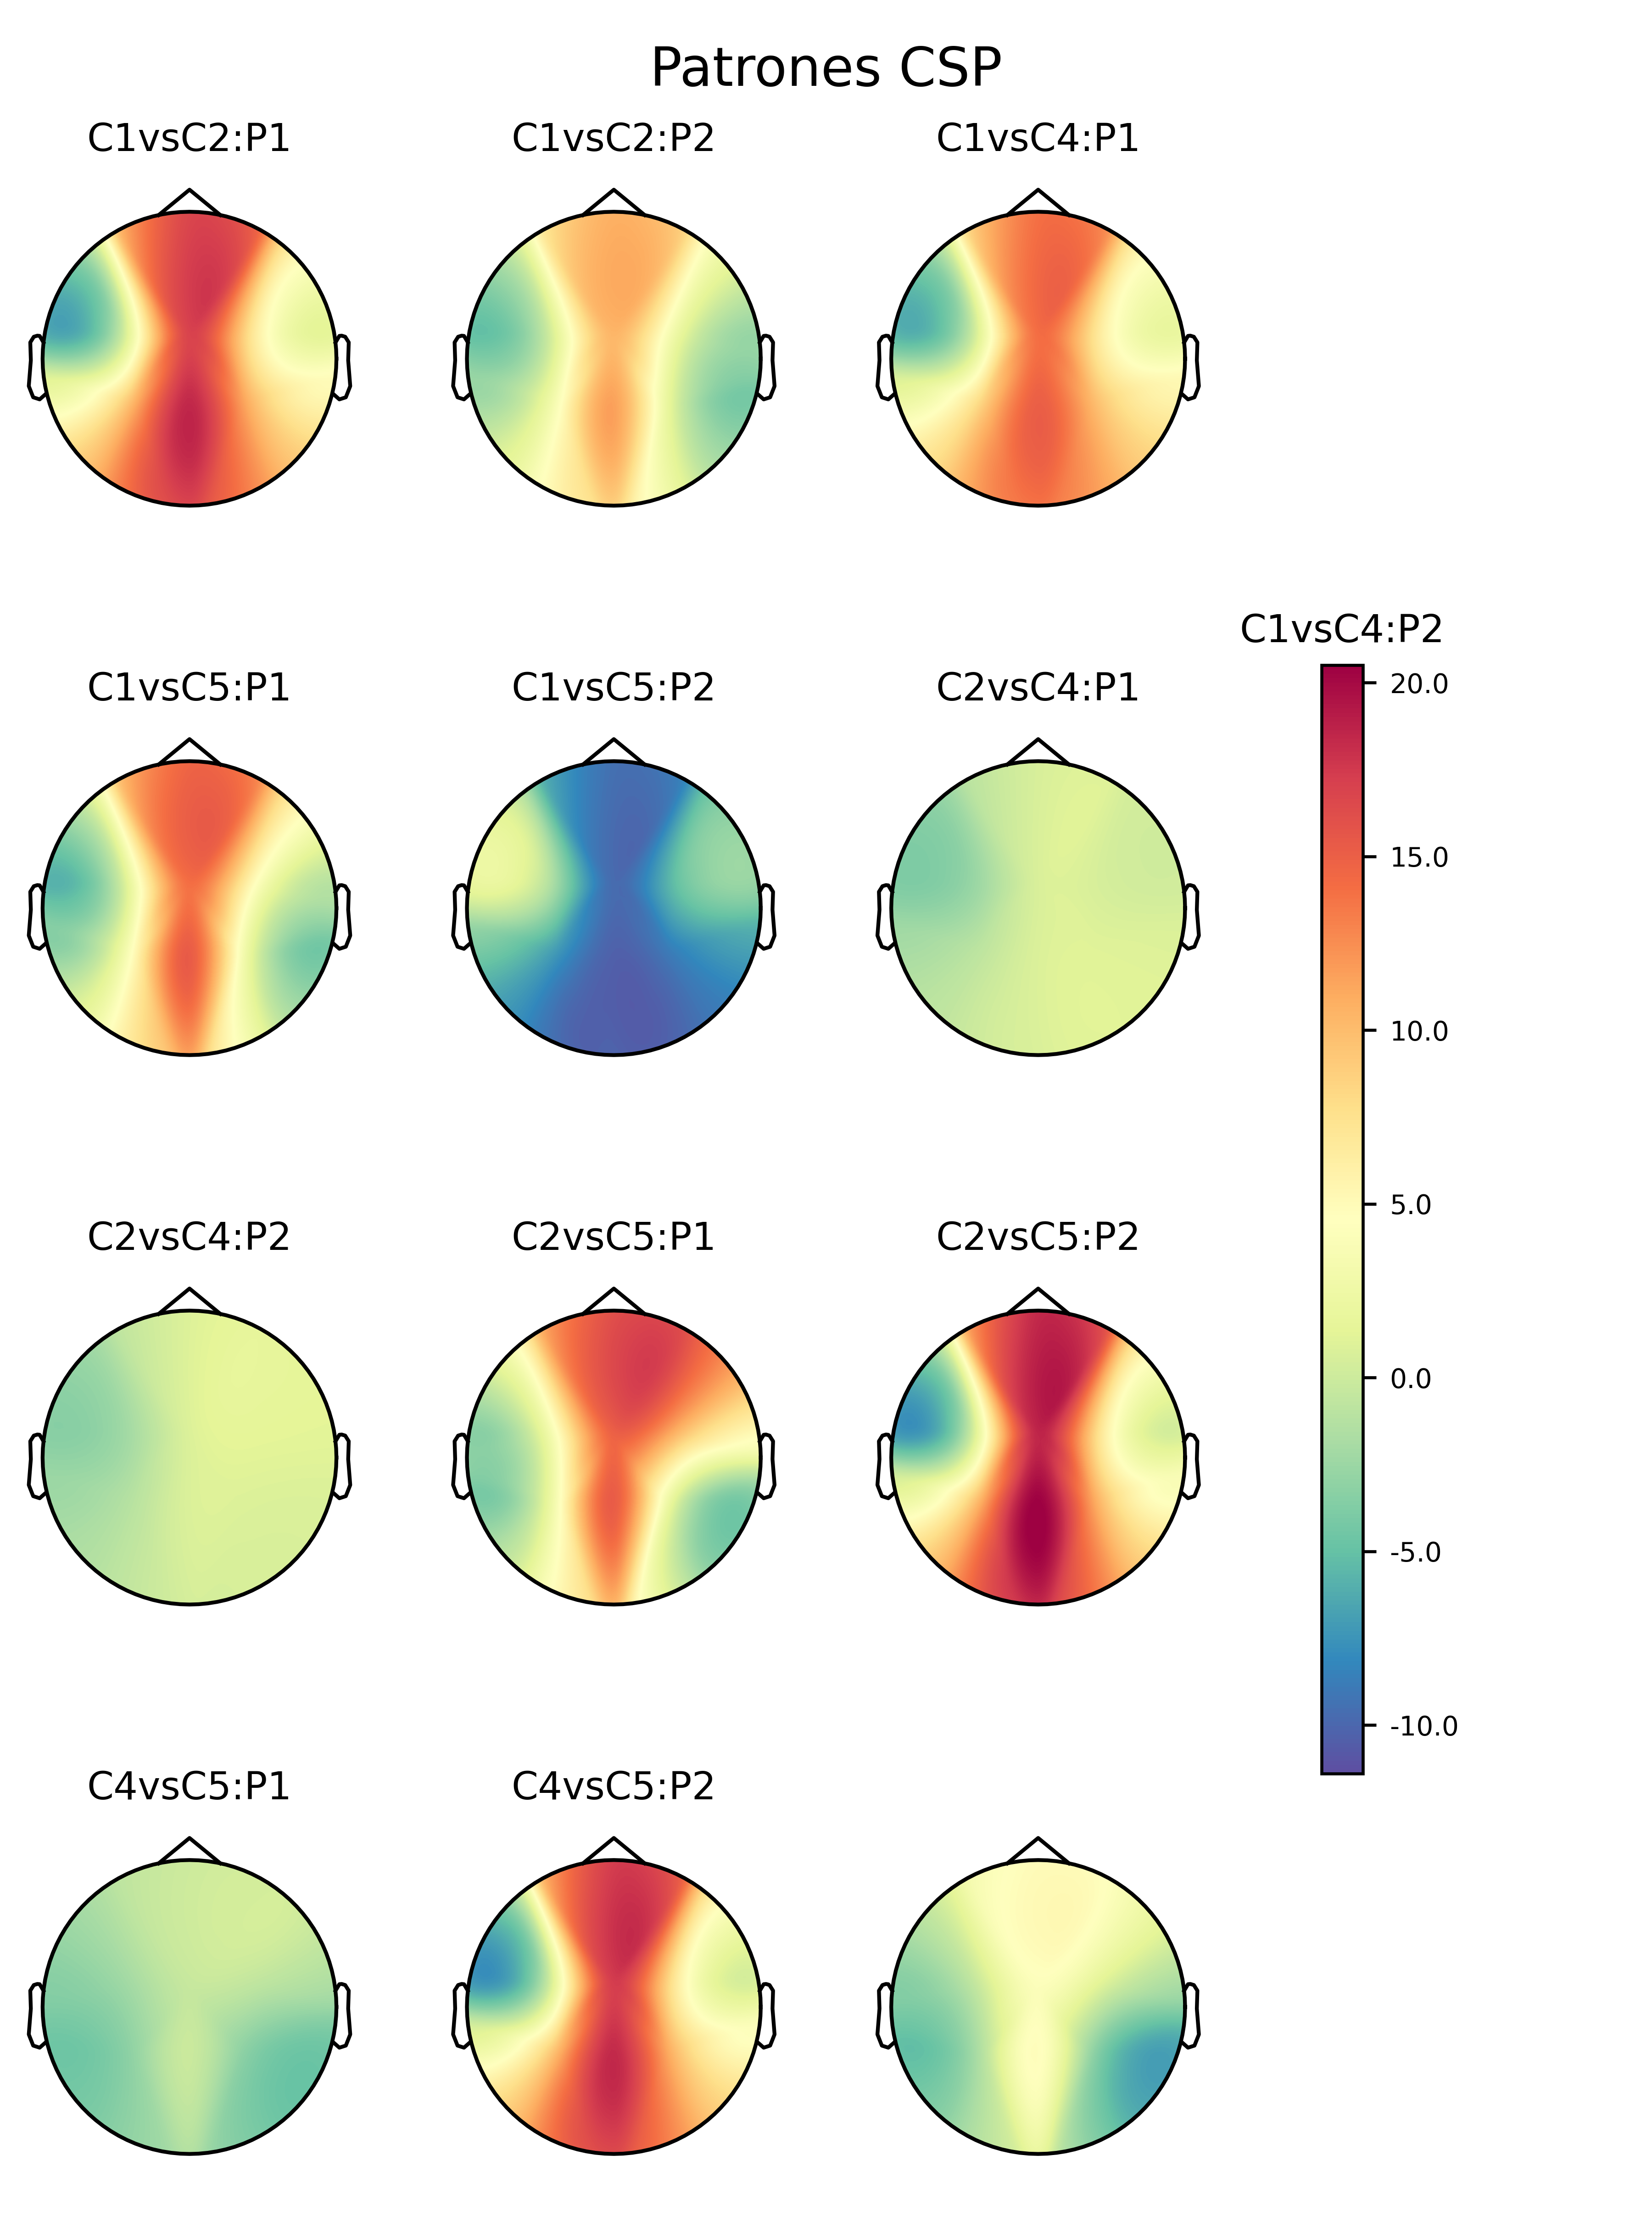 Patrones CSP
C1vsC2:P1
C1vsC2:P2
C1vsC4:P1
C1vsC4:P2
20.0
15.0
10.0
5.0
0.0
-5.0
-10.0
C1vsC5:P1
C1vsC5:P2
C2vsC4:P1
C2vsC4:P2
C2vsC5:P1
C2vsC5:P2
C4vsC5:P1
C4vsC5:P2